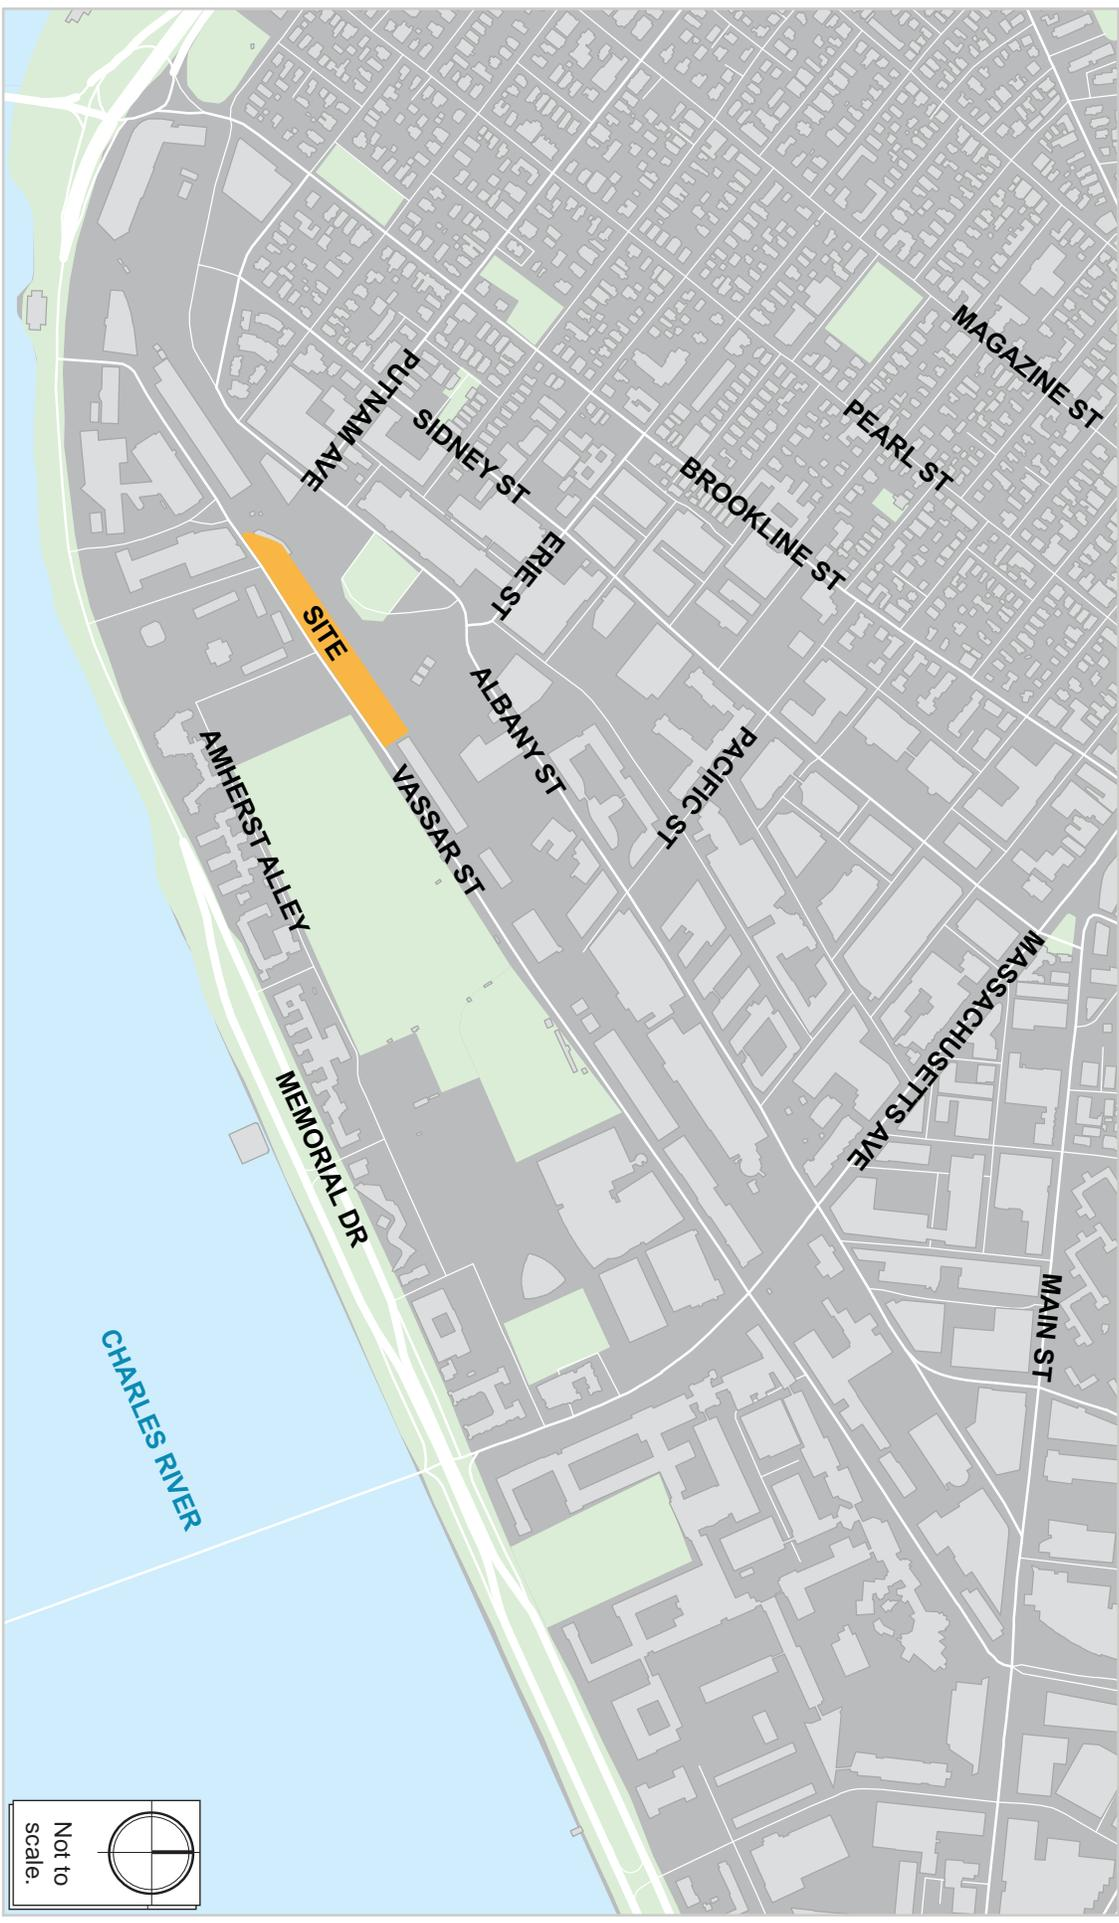 MAGAZINE ST
PEARL ST
BROOKLINE ST
SIDNEY ST
PUTNAM AVE
ERIE ST
SITE
ALBANY ST
PACIFIC ST
VASSAR ST
AMHERST ALLEY
MASSACHUSETTS AVE
MEMORIAL DR
MAIN ST
CHARLES RIVER
Not to
scale.